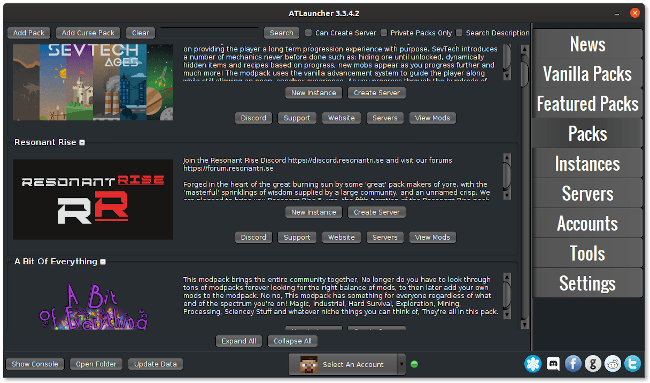 ATLauncher 3.3.4.2
Add Pack Add Curse Pack Clear Search Can Create Server Private Packs Only Search Description
SEVTECH
AGES
on providing the player a long term progression experience with purpose. SevTech introduces
a number of mechanics never before done such as: hiding ore until unlocked, dynamically
hidden items and recipes based on progress, new mobs appear as you progress further and
much more! The modpack uses the vanilla advancement system to guide the player along
New Instance Create Server
Discord Support Website Servers View Mods
Resonant Rise
RESONANT RISE
RR
Join the Resonant Rise Discord https://discord.resonantri.se and visit our forums
https://forum.resonantri.se
Forged in the heart of the great burning sun by some 'great' pack makers of yore, with the
'masterful' sprinklings of wisdom supplied by a large community, and an unnamed crisp. We
New Instance Create Server
Discord Support Website Servers View Mods
A Bit Of Everything
A Bit
of Everything
This modpack brings the entire community together, No longer do you have to look through
tons of modpacks forever looking for the right balance of mods, to then later add your own
mods to the modpack. No no, This modpack has something for everyone regardless of what
end of the spectrum you're on! Magic, Industrial, Hard Survival, Exploration, Mining,
Processing, Sciencey Stuff and whatever niche things you can think of, They're all in this pack.
Expand All Collapse All
News
Vanilla Packs
Featured Packs
Packs
Instances
Servers
Accounts
Tools
Settings
Show Console Open Folder Update Data Select An Account